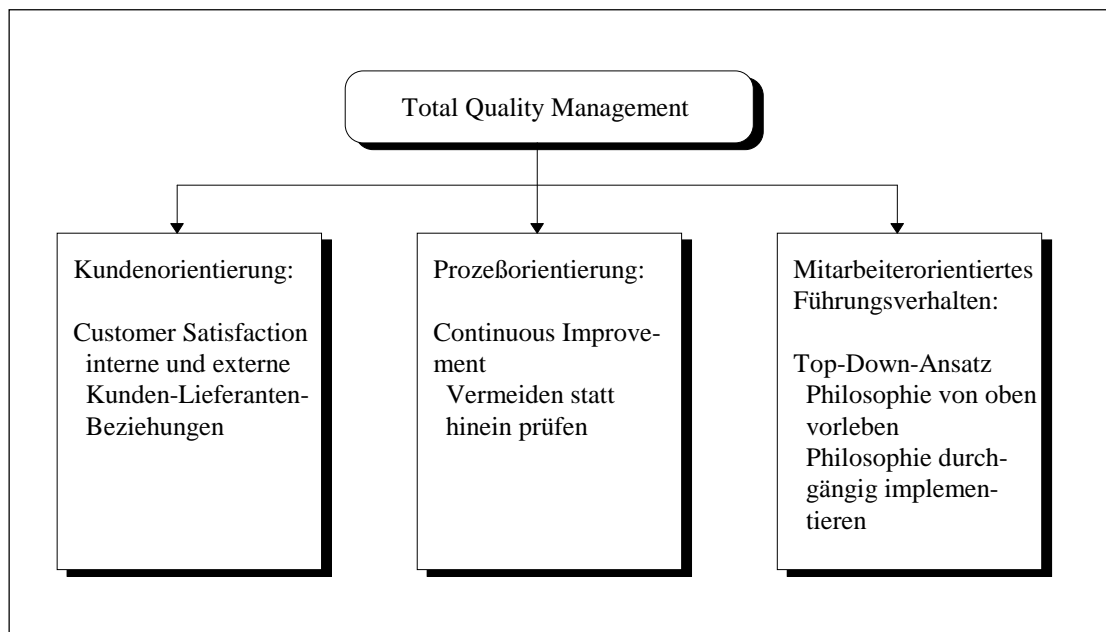 Total Quality Management
Kundenorientierung:
Customer Satisfaction
interne und externe
Kunden-Lieferanten-
Beziehungen
Prozeßorientierung:
Continuous Improve-
ment
Vermeiden statt
hinein prüfen
Mitarbeiterorientiertes
Führungsverhalten:
Top-Down-Ansatz
Philosophie von oben
vorleben
Philosophie durch-
gängig implemen-
tieren